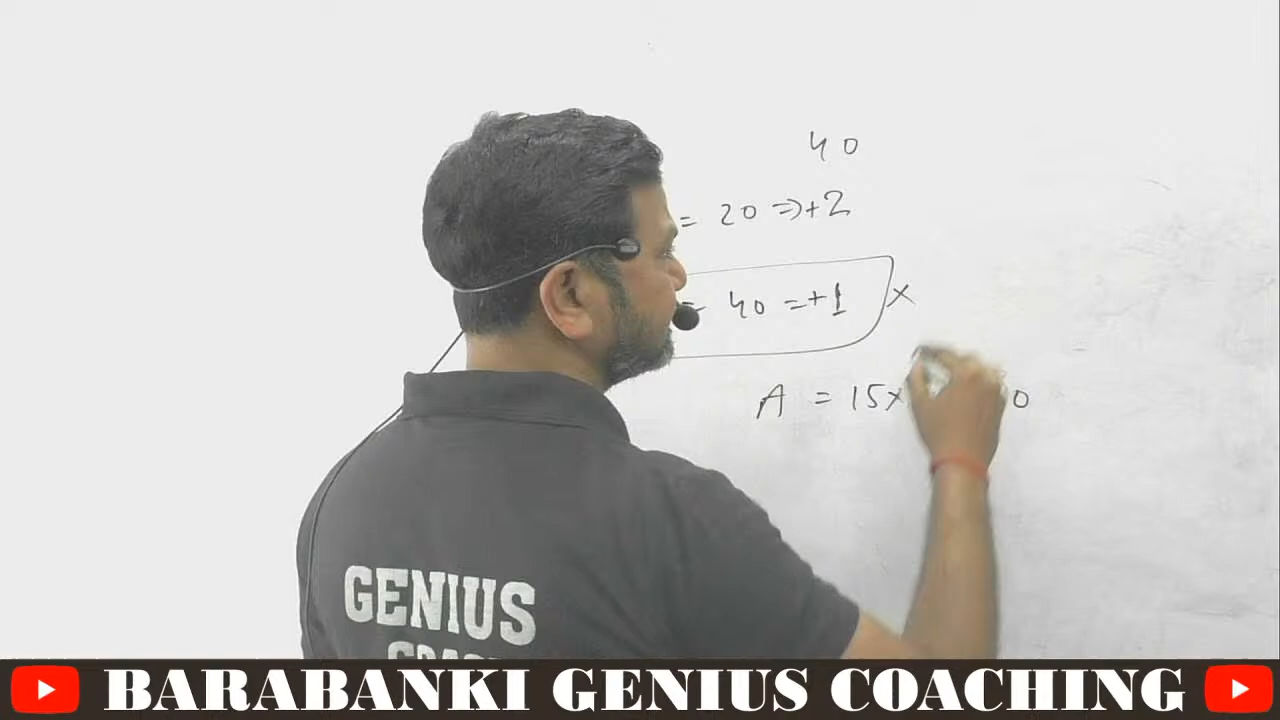 40
= 20 => +2
= 40 = +1 x
A = 15x 0
GENIUS
BARABANKI GENIUS COACHING